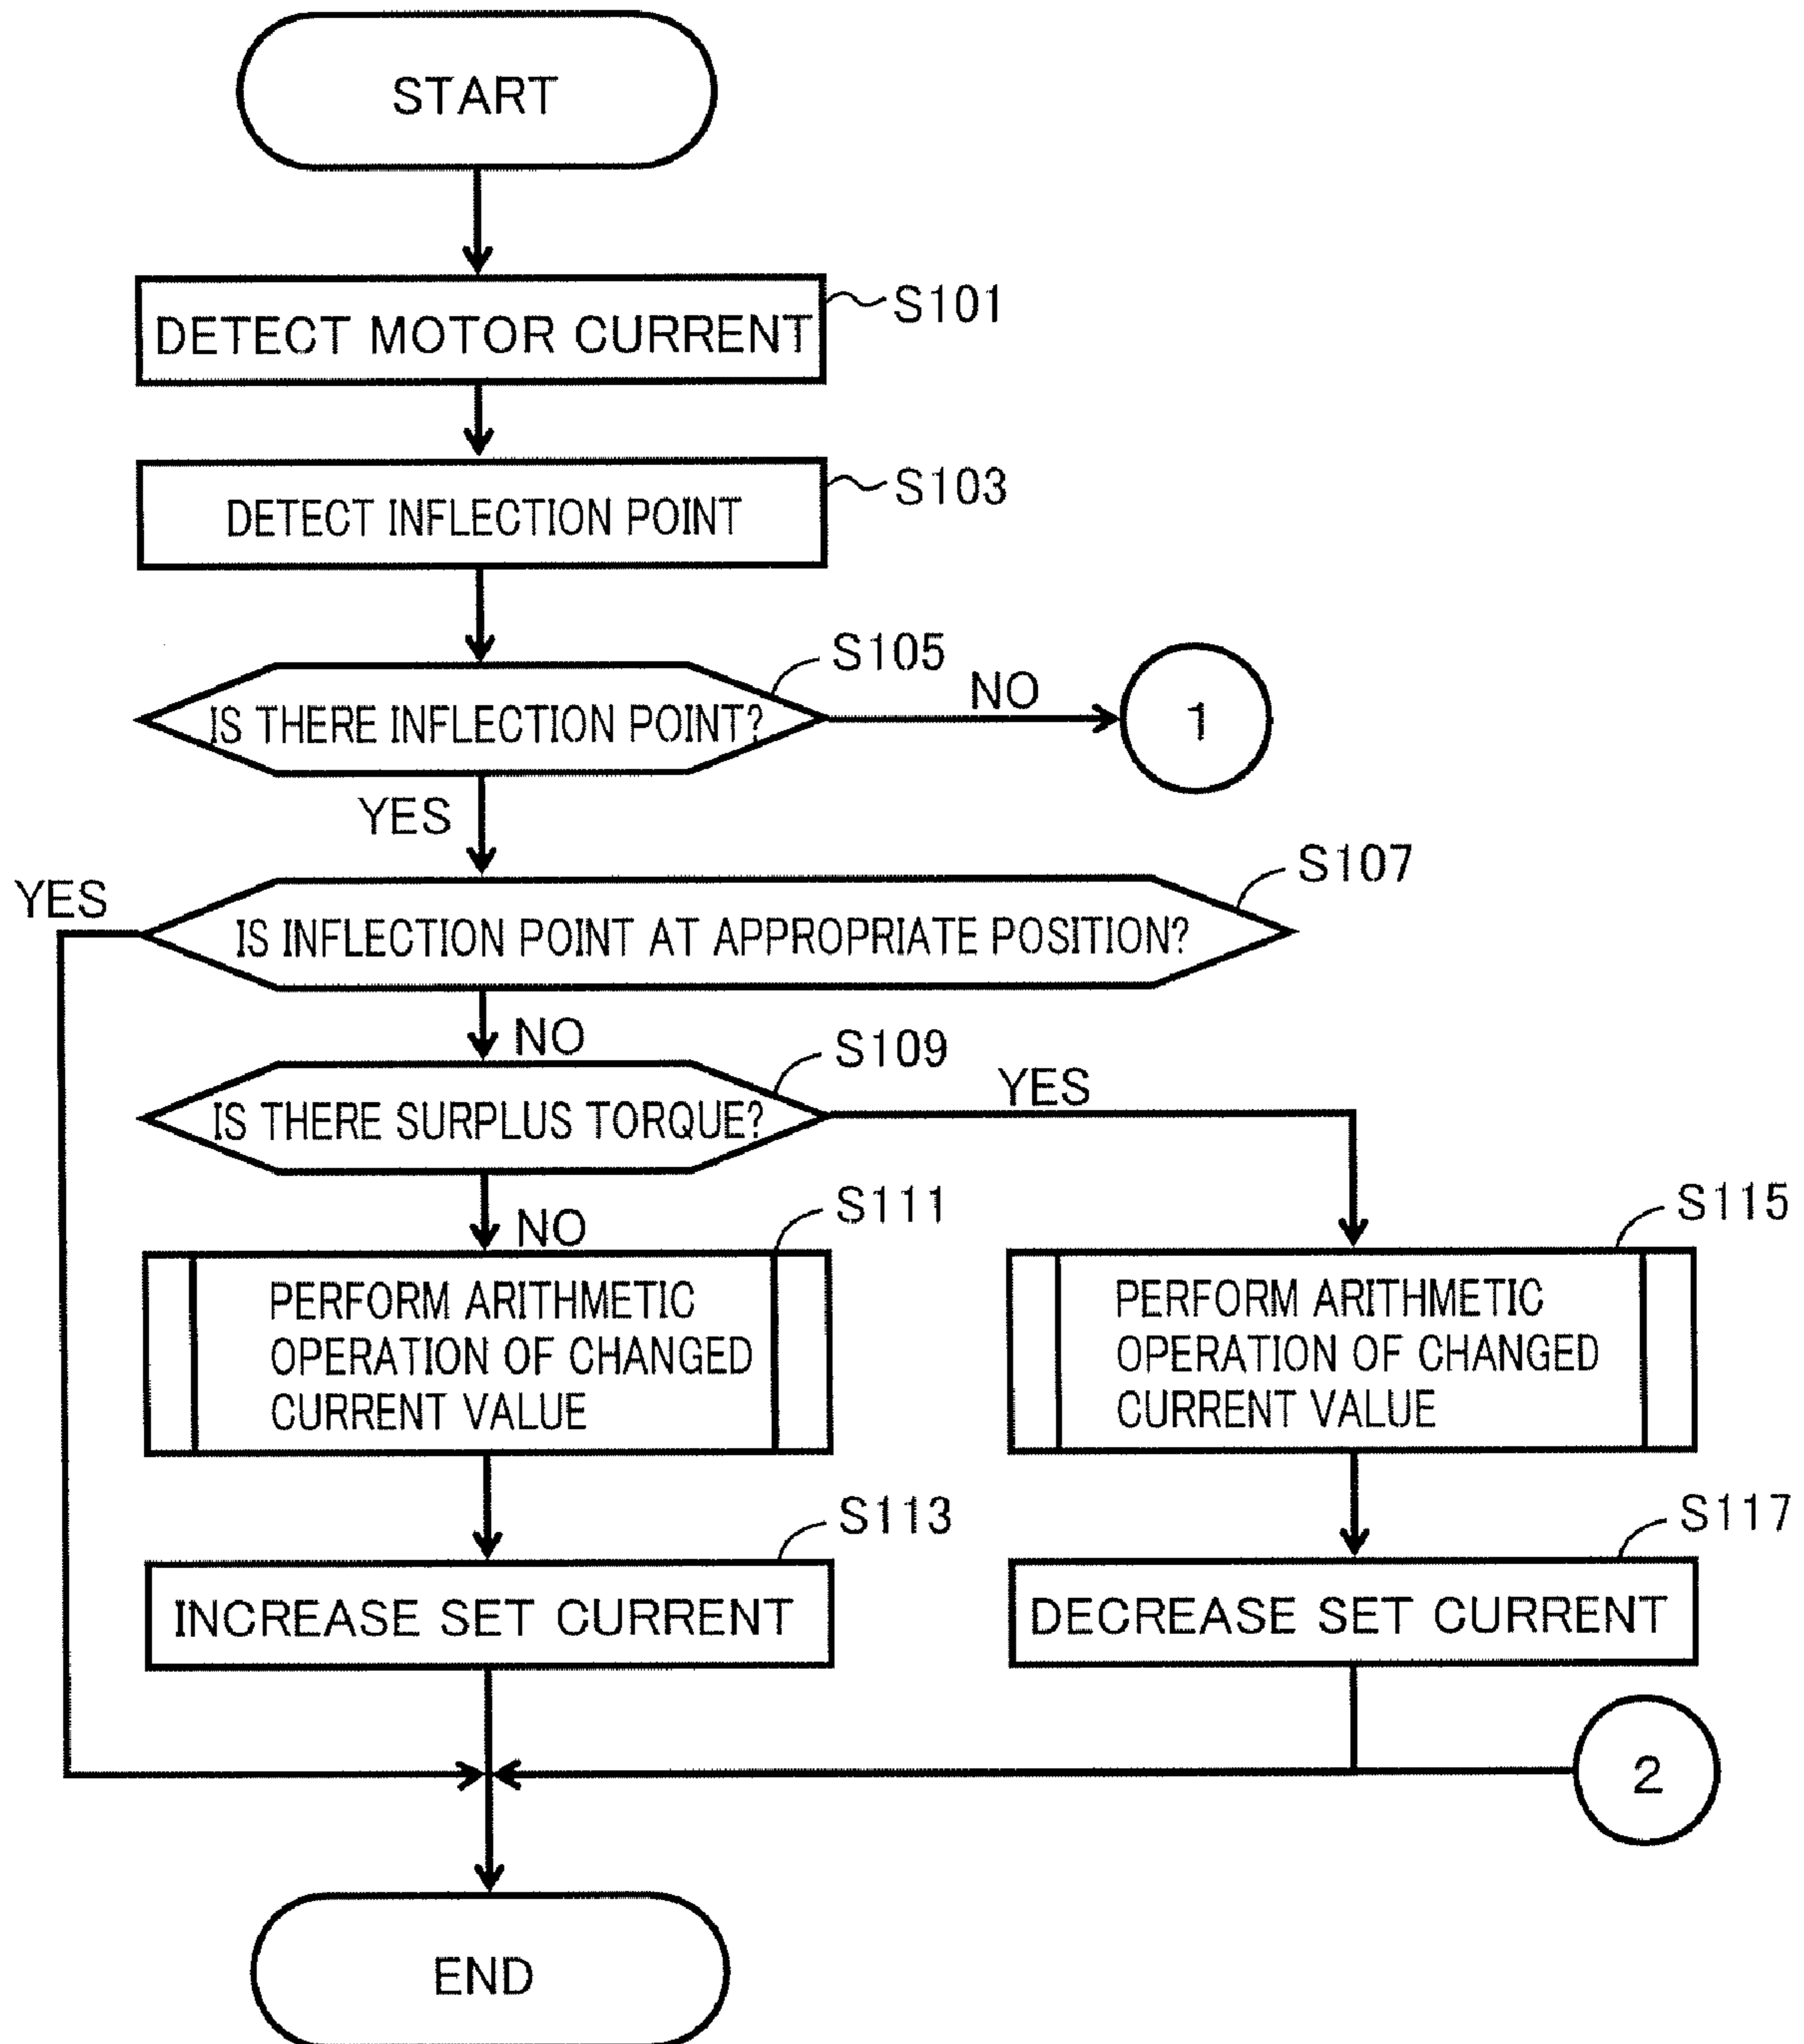 START
DETECT MOTOR CURRENT
S101
DETECT INFLECTION POINT
S103
IS THERE INFLECTION POINT?
S105
NO
1
YES
IS INFLECTION POINT AT APPROPRIATE POSITION?
S107
YES
NO
IS THERE SURPLUS TORQUE?
S109
YES
NO
S111
PERFORM ARITHMETIC
OPERATION OF CHANGED
CURRENT VALUE
S115
PERFORM ARITHMETIC
OPERATION OF CHANGED
CURRENT VALUE
S113
INCREASE SET CURRENT
S117
DECREASE SET CURRENT
2
END